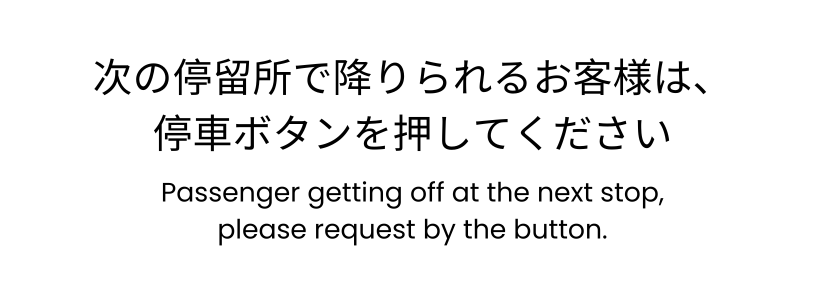 次の停留所で降りられるお客様は、
停車ボタンを押してください
Passenger getting off at the next stop,
please request by the button.